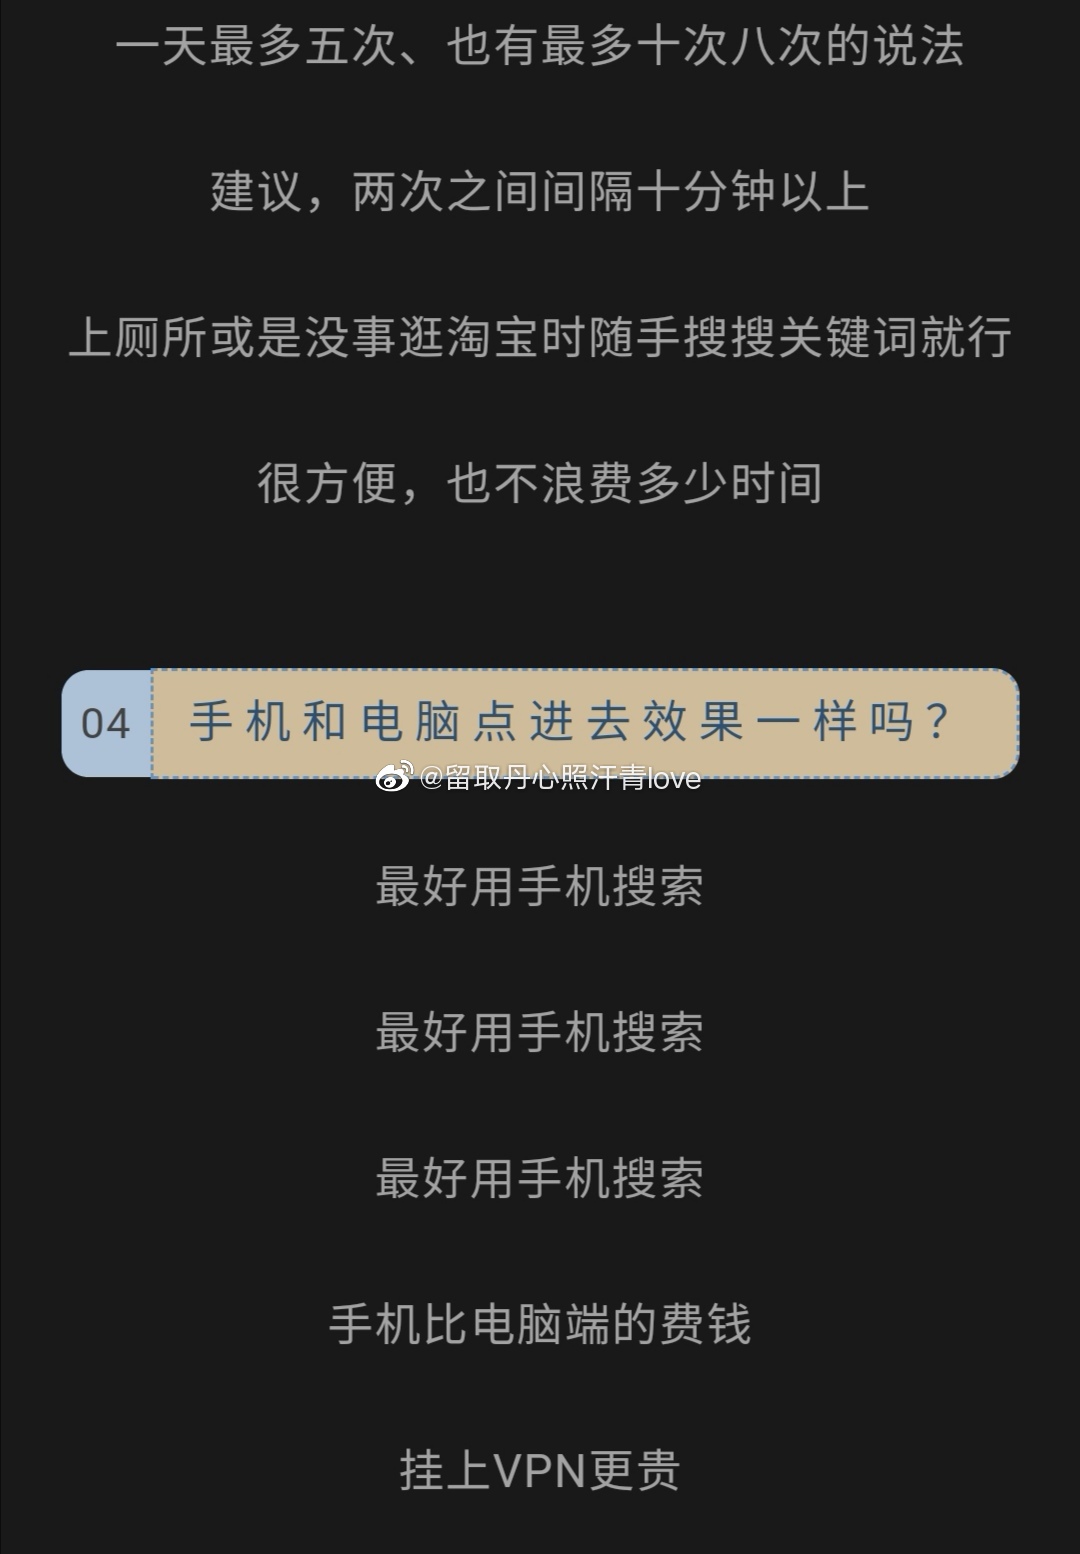 一天最多五次、也有最多十次八次的说法
建议，两次之间间隔十分钟以上
上厕所或是没事逛淘宝时随手搜搜关键词就行
很方便，也不浪费多少时间
04 手机和电脑点进去效果一样吗？
@留取丹心照汗青love
最好用手机搜索
最好用手机搜索
最好用手机搜索
手机比电脑端的费钱
挂上VPN更贵